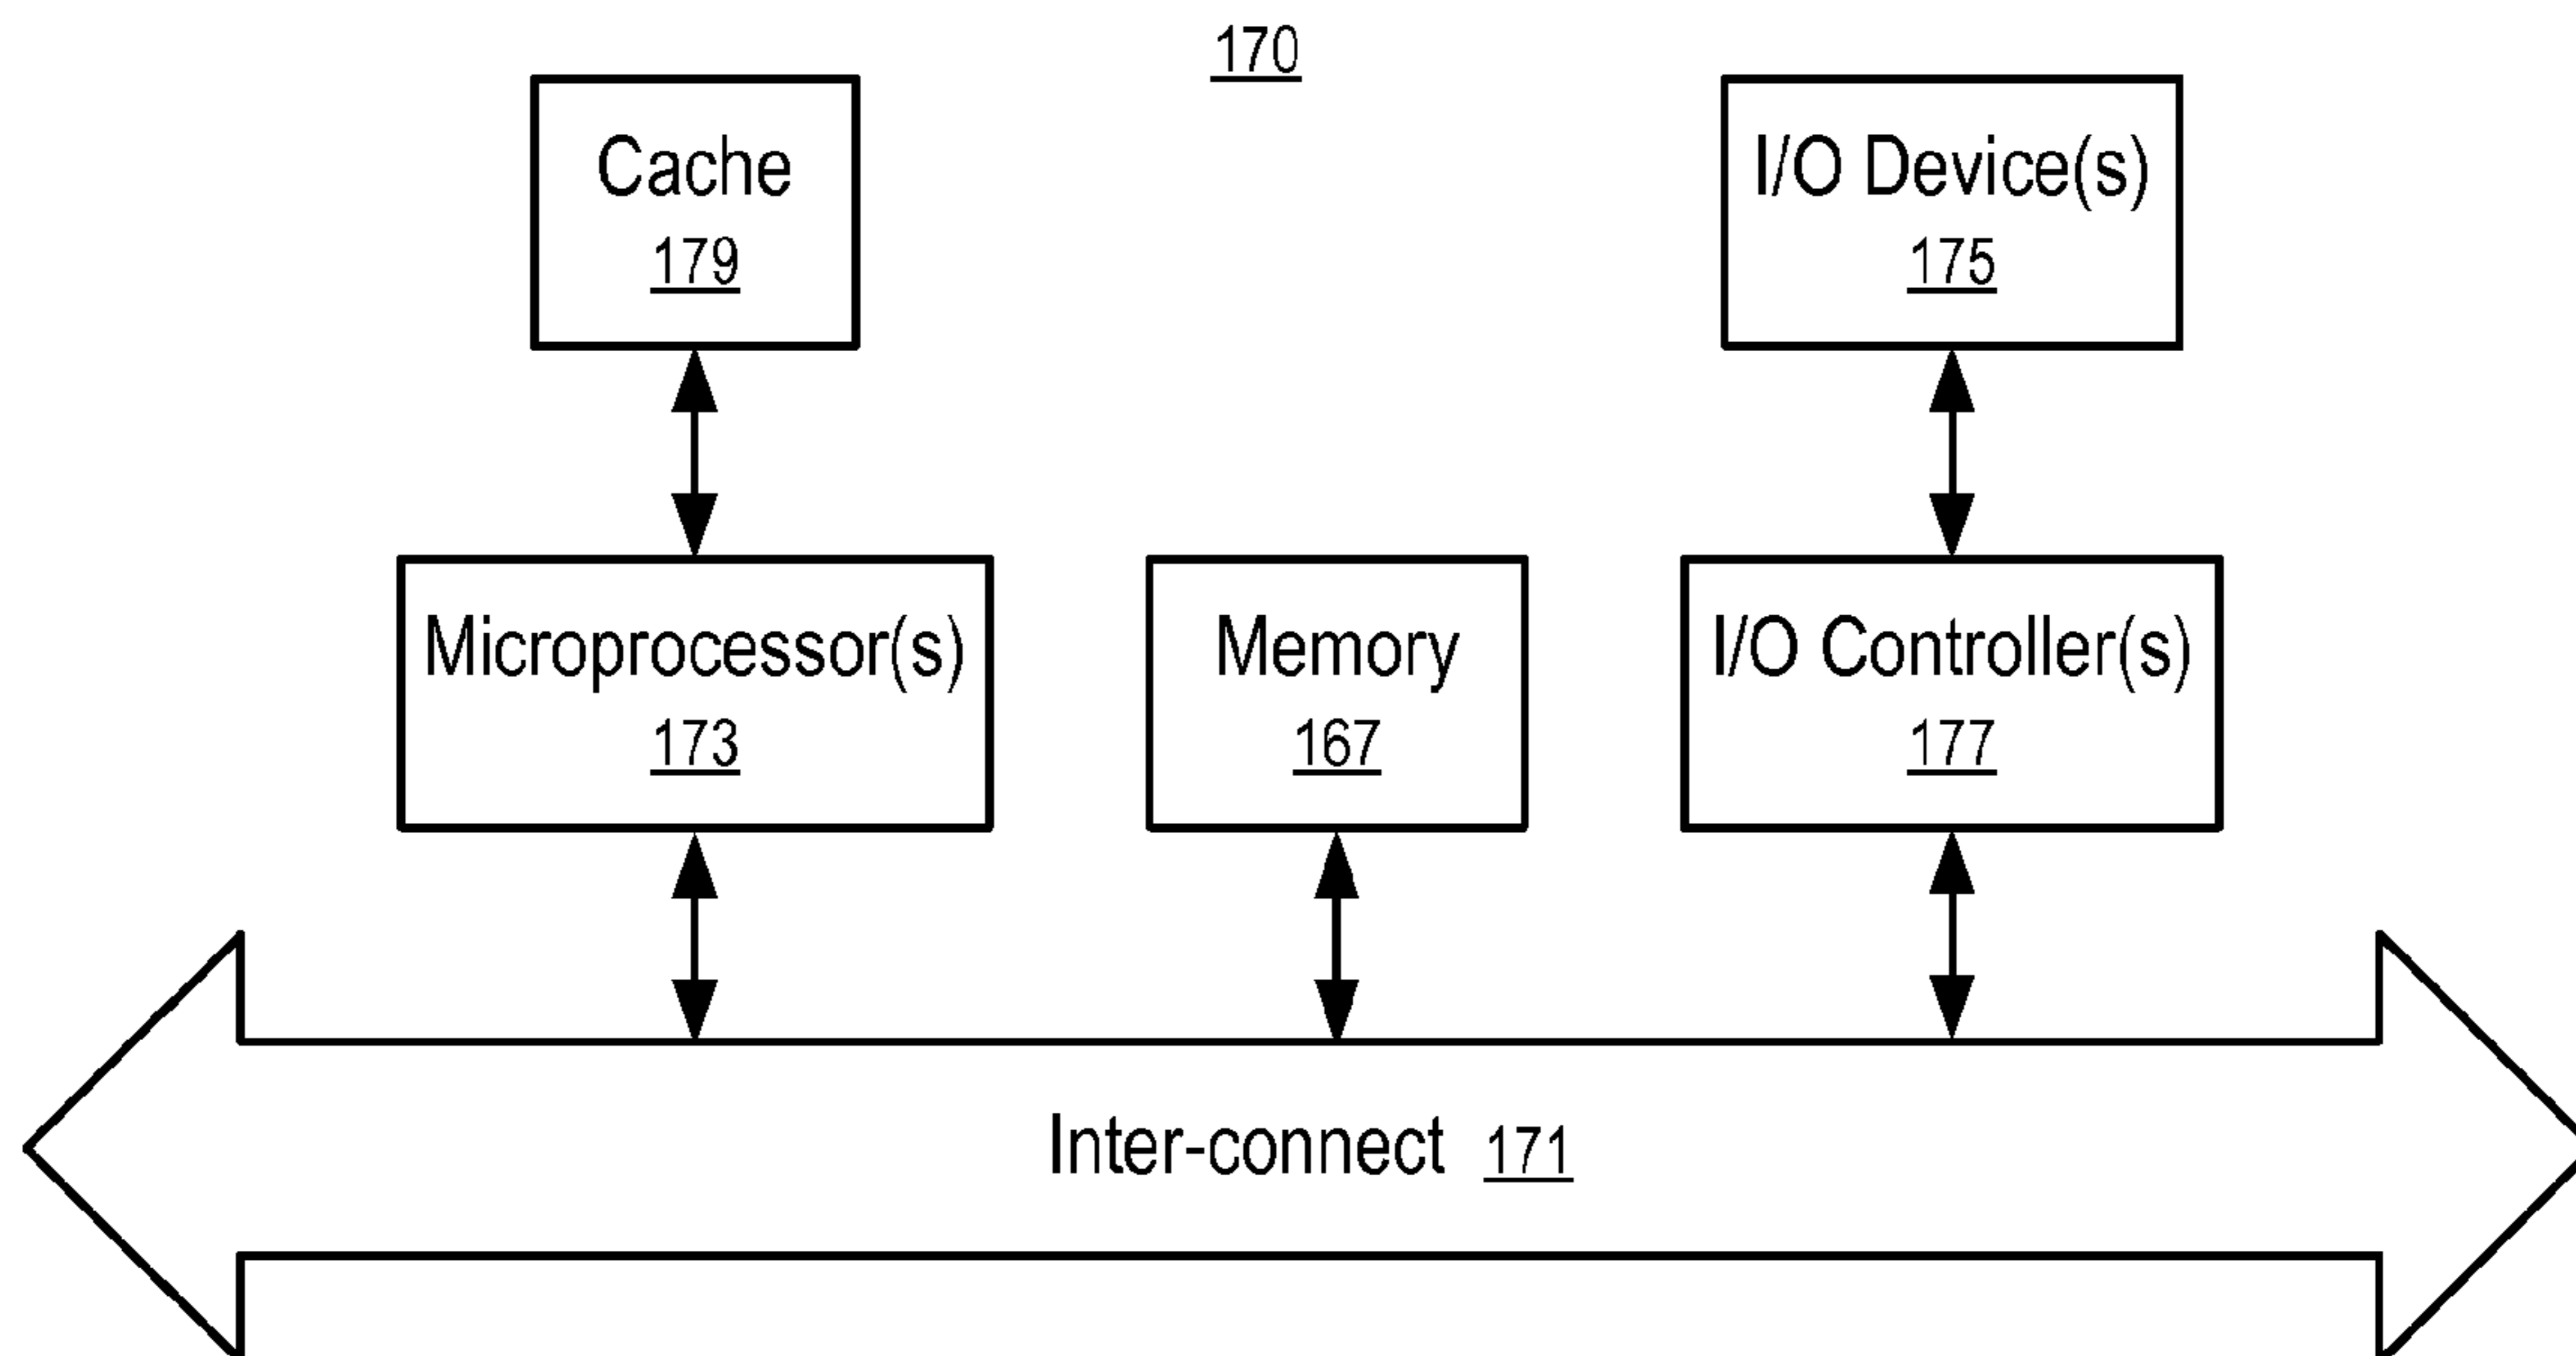 170
Cache
179
I/O Device(s)
175
Microprocessor(s)
173
Memory
167
I/O Controller(s)
177
Inter-connect 171